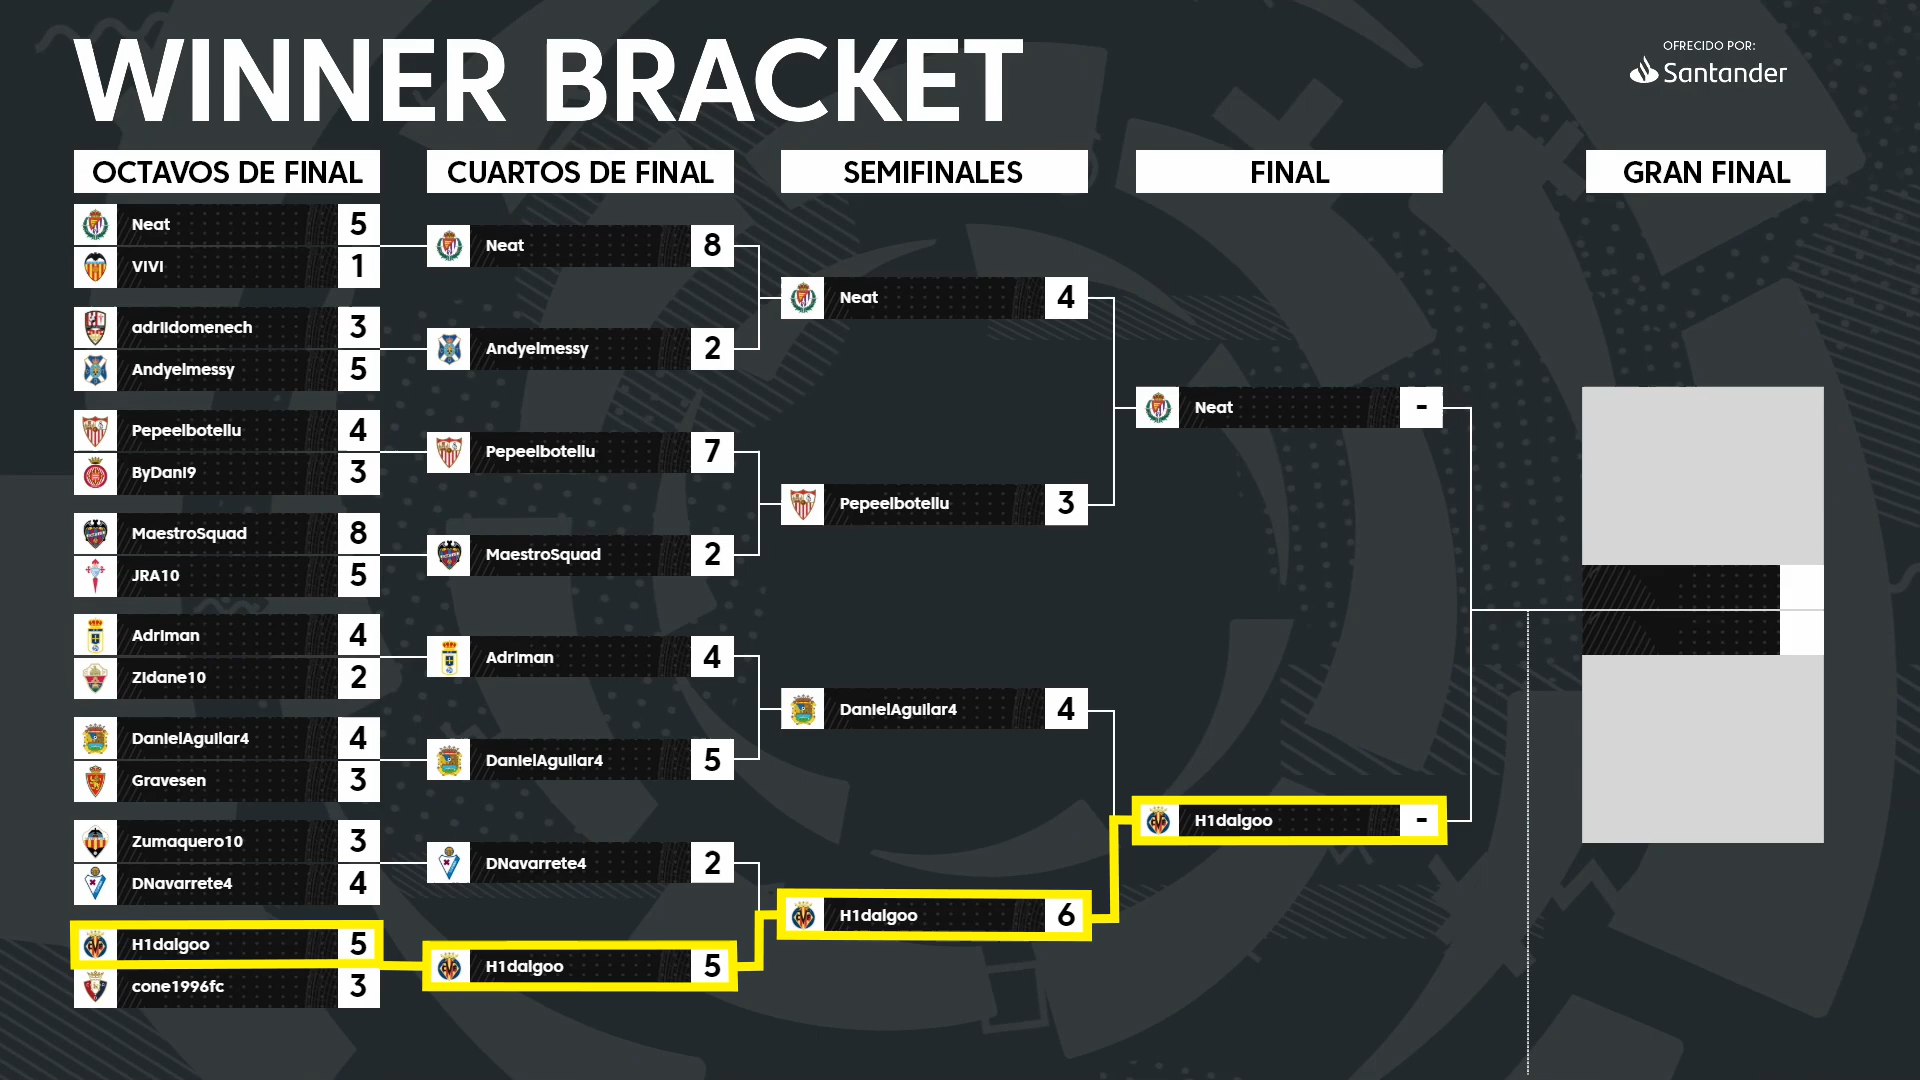 WINNER BRACKET
OFRECIDO POR:
Santander
OCTAVOS DE FINAL
CUARTOS DE FINAL
SEMIFINALES
FINAL
GRAN FINAL
Neat 5
VIVI 1
adriidomenech 3
Andyelmessy 5
Pepeelbotellu 4
ByDani9 3
MaestroSquad 8
JRA10 5
Adriman 4
Zidane10 2
DanielAguilar4 4
Gravesen 3
Zumaquero10 3
DNavarrete4 4
H1dalgoo 5
cone1996fc 3
Neat 8
Andyelmessy 2
Pepeelbotellu 7
MaestroSquad 2
Adriman 4
DanielAguilar4 5
DNavarrete4 2
H1dalgoo 5
Neat 4
Pepeelbotellu 3
DanielAguilar4 4
H1dalgoo 6
Neat -
H1dalgoo -